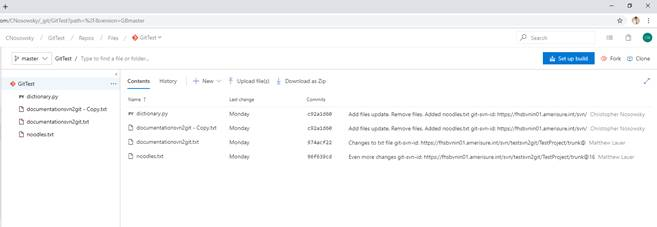 om/CNosowsky/_git/GitTest?path=%2F&version=GBmaster
CNosowsky / GitTest / Repos / Files / GitTest
Search
CN
master GitTest / Type to find a file or folder...
Set up build Fork Clone
GitTest
dictionary.py
documentationsvn2git - Copy.txt
documentationsvn2git.txt
noodles.txt
Contents History New Upload file(s) Download as Zip
Name Last change Commits
dictionary.py Monday c92a1d60 Add files update. Remove files. Added noodles.txt git-svn-id: https://fhsbvnin01.amerisure.int/svn/ Christopher Nosowsky
documentationsvn2git - Copy.txt Monday c92a1d60 Add files update. Remove files. Added noodles.txt git-svn-id: https://fhsbvnin01.amerisure.int/svn/ Christopher Nosowsky
documentationsvn2git.txt Monday 974acf22 Changes to txt file git-svn-id: https://fhsbvnin01.amerisure.int/svn/testsvn2git/TestProject/trunk@ Matthew Lauer
noodles.txt Monday 96f639cd Even more changes git-svn-id: https://fhsbvnin01.amerisure.int/svn/testsvn2git/TestProject/trunk@16 Matthew Lauer